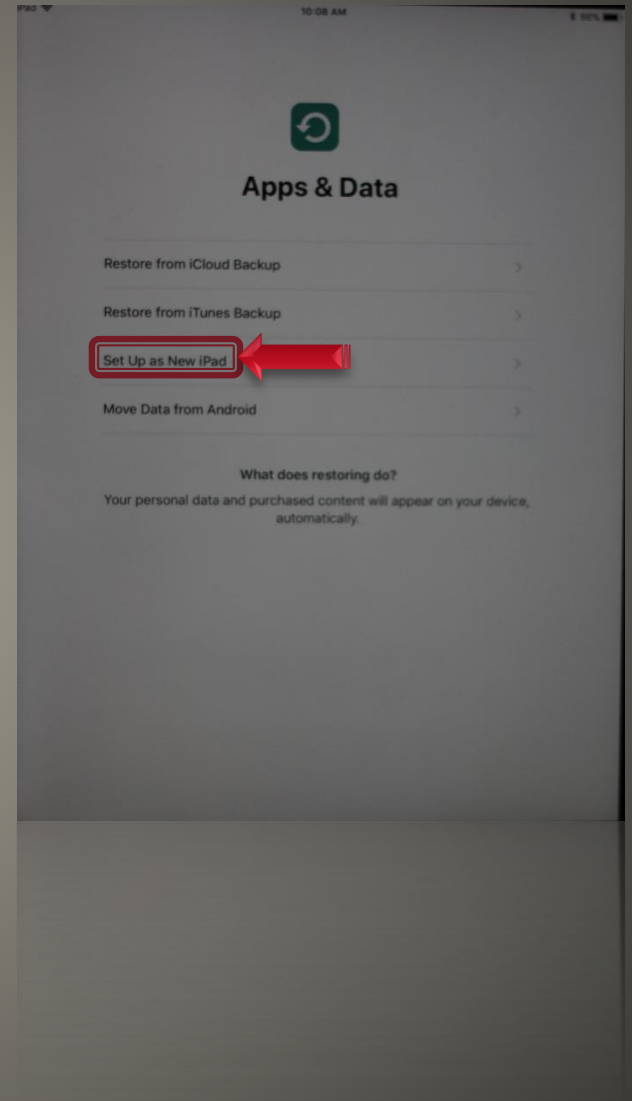 iPad
10:08 AM
Apps & Data
Restore from iCloud Backup
Restore from iTunes Backup
Set Up as New iPad
Move Data from Android
What does restoring do?
Your personal data and purchased content will appear on your device,
automatically.